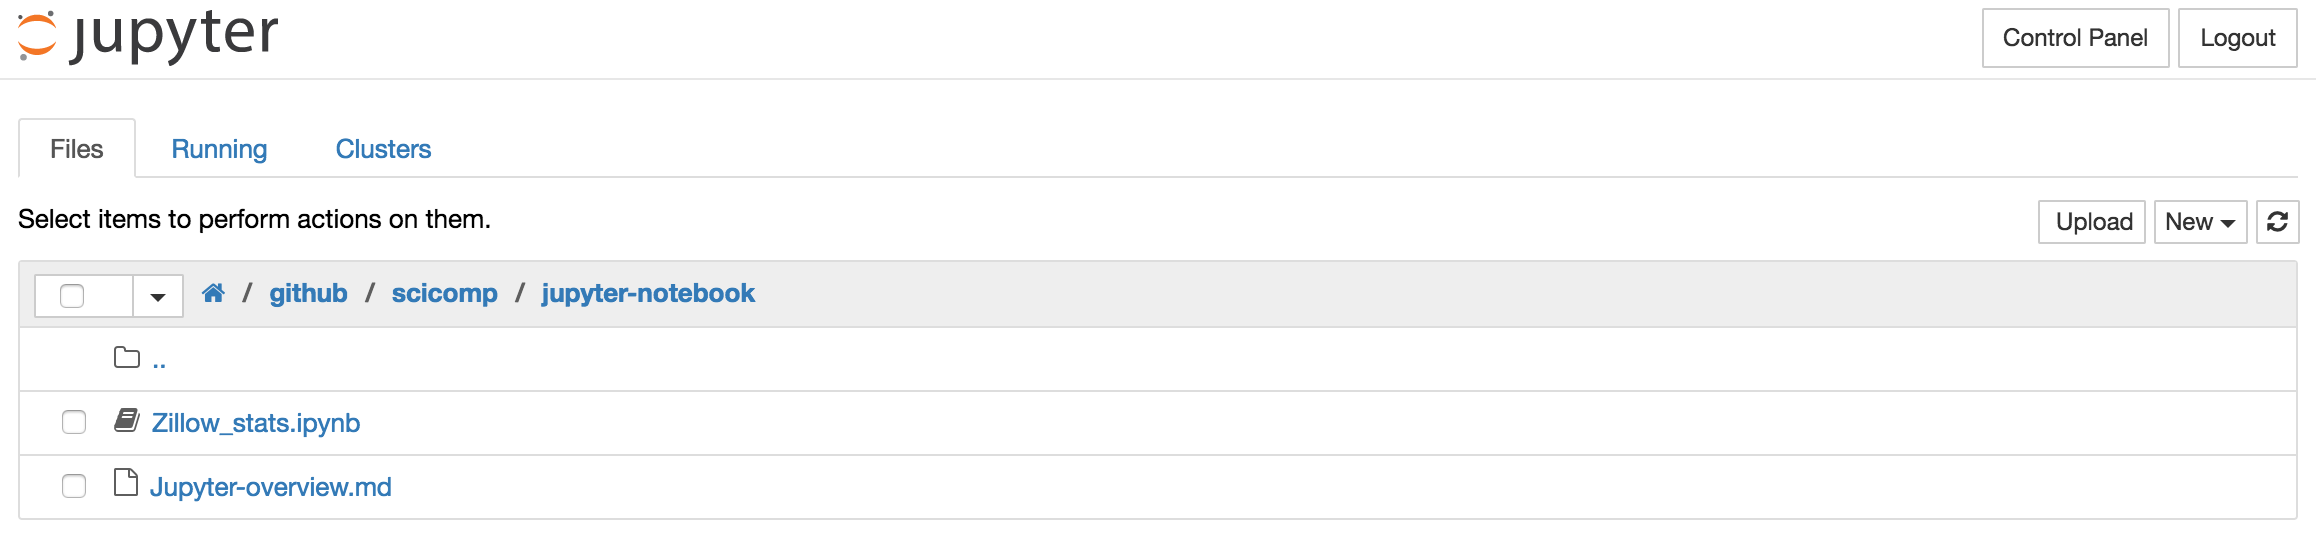 jupyter Control Panel Logout
Files Running Clusters
Select items to perform actions on them. Upload New
/ github / scicomp / jupyter-notebook
..
Zillow_stats.ipynb
Jupyter-overview.md